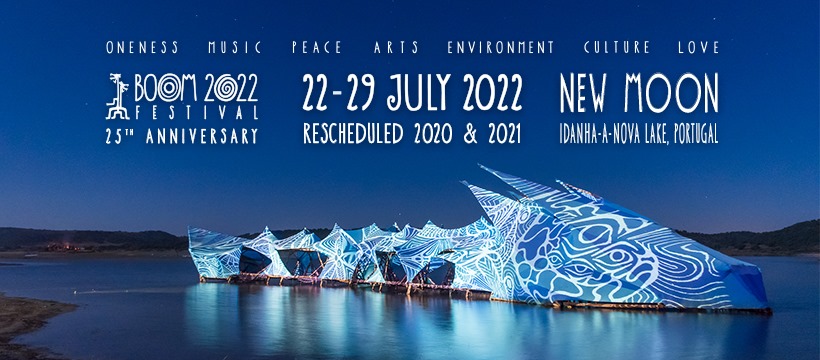 ONENESS MUSIC PEACE ARTS ENVIRONMENT CULTURE LOVE
BOOM 2022
FESTIVAL
25TH ANNIVERSARY
22-29 JULY 2022
RESCHEDULED 2020 & 2021
NEW MOON
IDANHA-A-NOVA LAKE, PORTUGAL